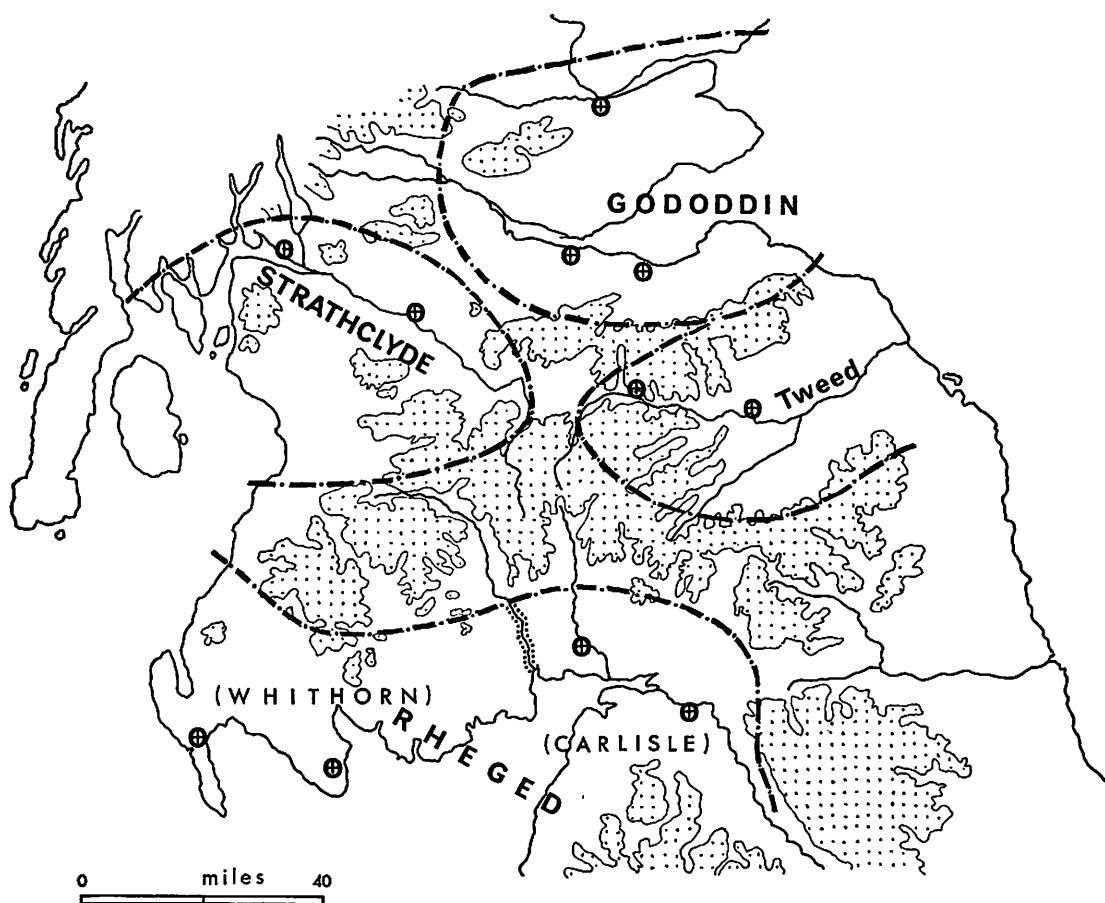 GODODDIN
STRATHCLYDE
Tweed
(WHITHORN)
RHEGED
(CARLISLE)
0 miles 40